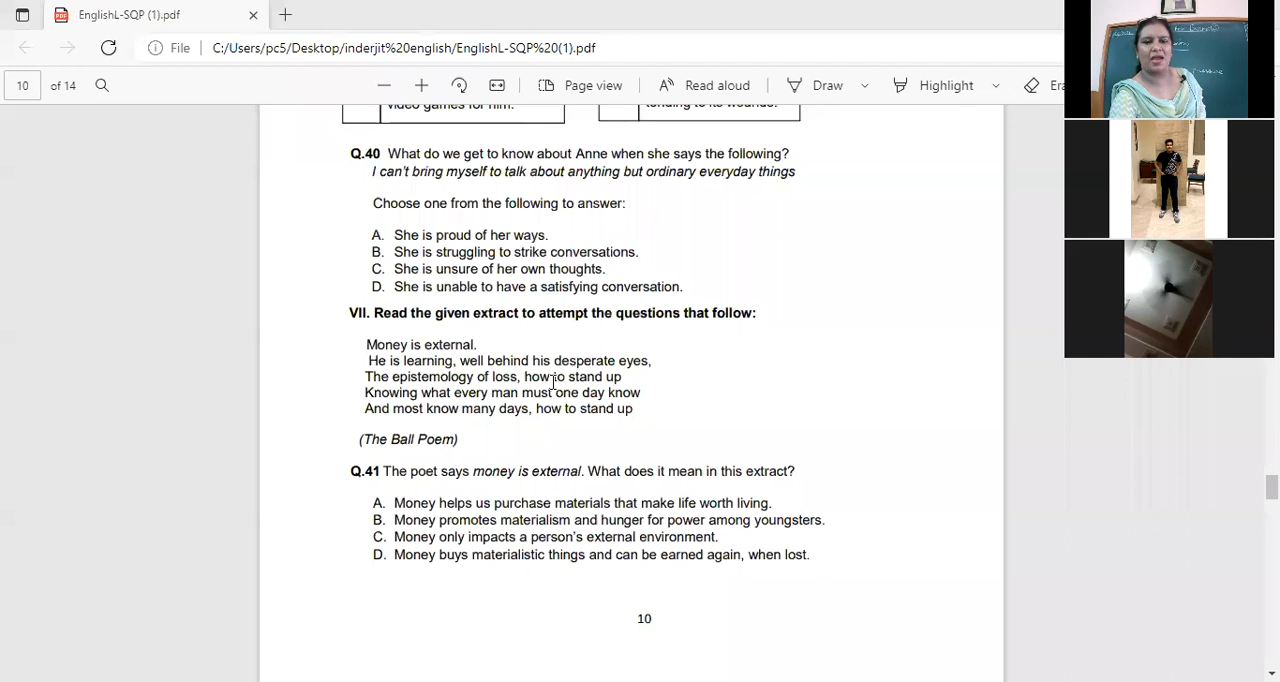 EnglishL-SQP (1).pdf
File C:/Users/pc5/Desktop/inderjit%20english/EnglishL-SQP%20(1).pdf
10 of 14 Page view Read aloud Draw Highlight Era
video games for him. tending to its wounds.
Q.40 What do we get to know about Anne when she says the following?
I can't bring myself to talk about anything but ordinary everyday things
Choose one from the following to answer:
A. She is proud of her ways.
B. She is struggling to strike conversations.
C. She is unsure of her own thoughts.
D. She is unable to have a satisfying conversation.
VII. Read the given extract to attempt the questions that follow:
Money is external.
He is learning, well behind his desperate eyes,
The epistemology of loss, how to stand up
Knowing what every man must one day know
And most know many days, how to stand up
(The Ball Poem)
Q.41 The poet says money is external. What does it mean in this extract?
A. Money helps us purchase materials that make life worth living.
B. Money promotes materialism and hunger for power among youngsters.
C. Money only impacts a person's external environment.
D. Money buys materialistic things and can be earned again, when lost.
10